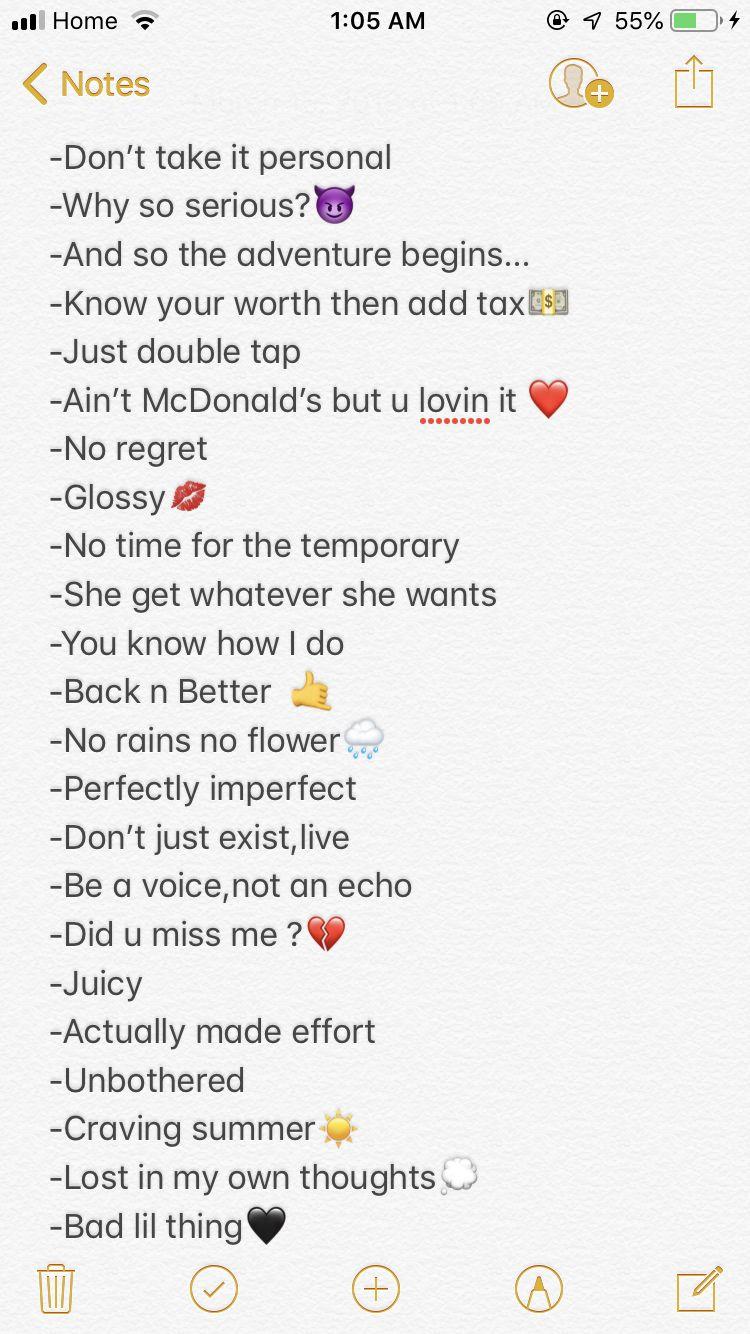 Home 1:05 AM 55%
Notes
-Don’t take it personal
-Why so serious?😈
-And so the adventure begins...
-Know your worth then add tax💵
-Just double tap
-Ain’t McDonald’s but u lovin it ❤️
-No regret
-Glossy💋
-No time for the temporary
-She get whatever she wants
-You know how I do
-Back n Better 🤙
-No rains no flower🌧
-Perfectly imperfect
-Don’t just exist,live
-Be a voice,not an echo
-Did u miss me ?💔
-Juicy
-Actually made effort
-Unbothered
-Craving summer☀️
-Lost in my own thoughts💭
-Bad lil thing🖤